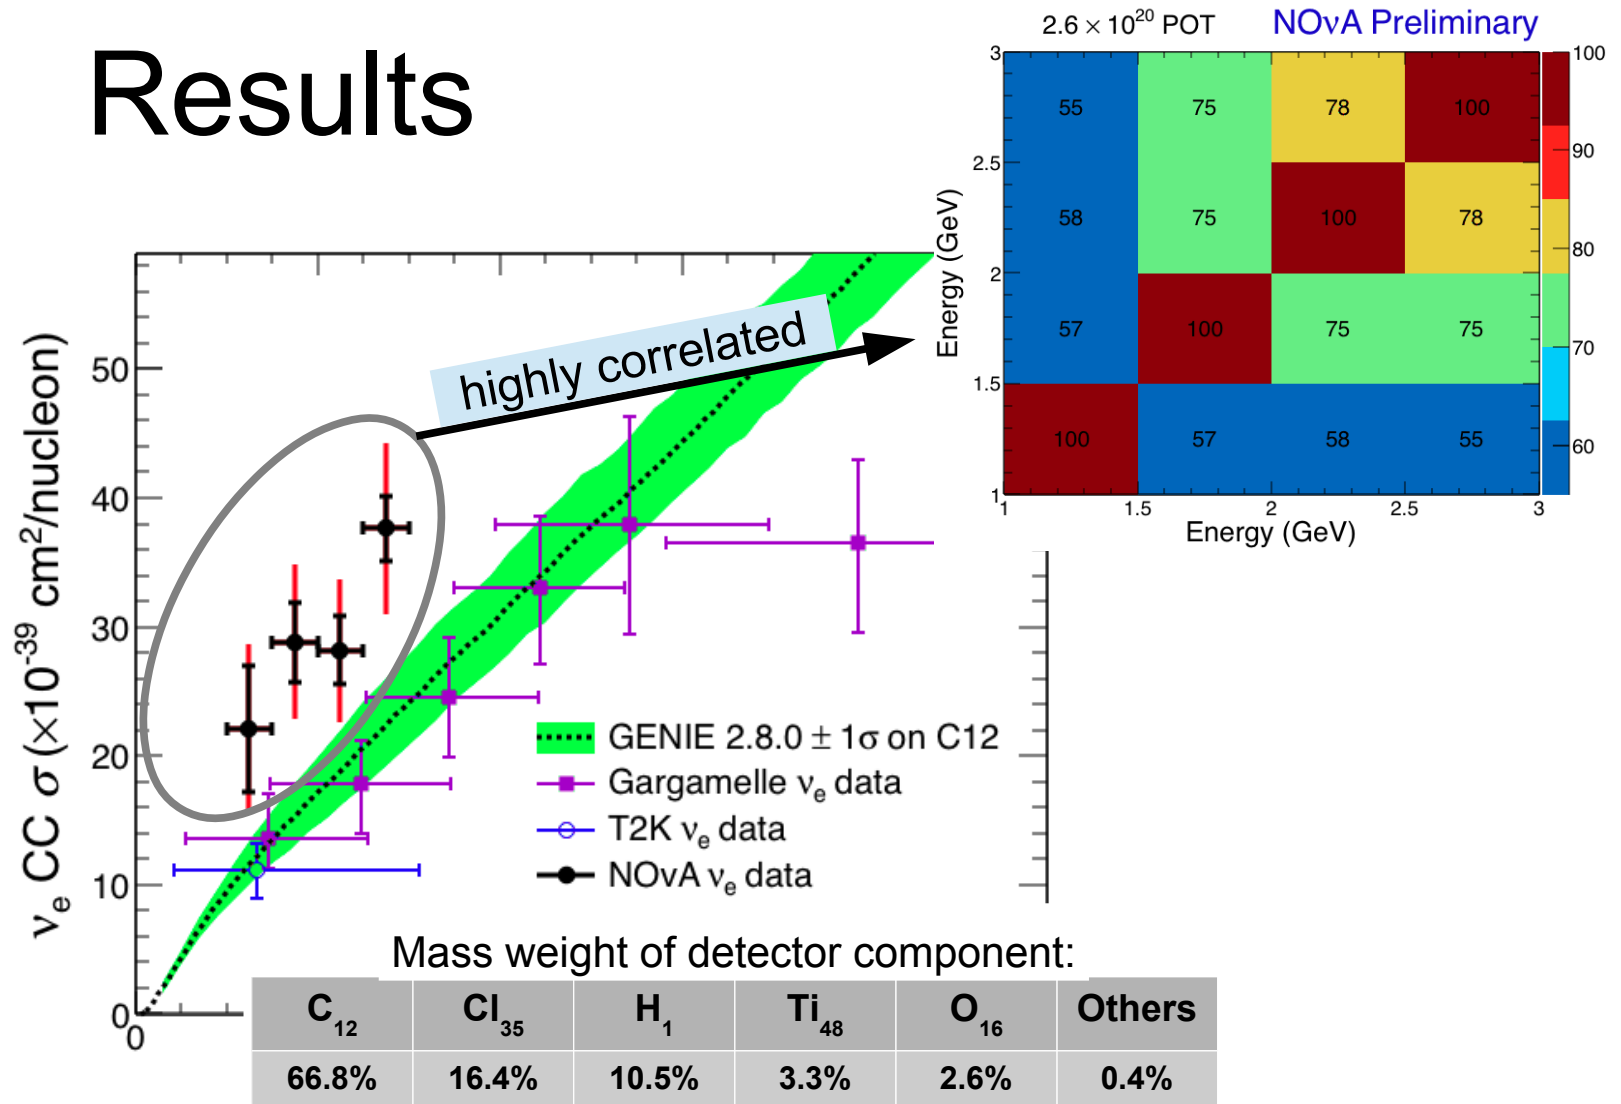 Results
2.6 × 10²⁰ POT
NOνA Preliminary
3
2.5
2
1.5
1
Energy (GeV)
55 75 78 100
58 75 100 78
57 100 75 75
100 57 58 55
1 1.5 2 2.5 3
Energy (GeV)
100
90
80
70
60
highly correlated
νₑ CC σ (×10⁻³⁹ cm²/nucleon)
50
40
30
20
10
0
0
GENIE 2.8.0 ± 1σ on C12
Gargamelle νₑ data
T2K νₑ data
NOvA νₑ data
Mass weight of detector component:
C₁₂ Cl₃₅ H₁ Ti₄₈ O₁₆ Others
66.8% 16.4% 10.5% 3.3% 2.6% 0.4%